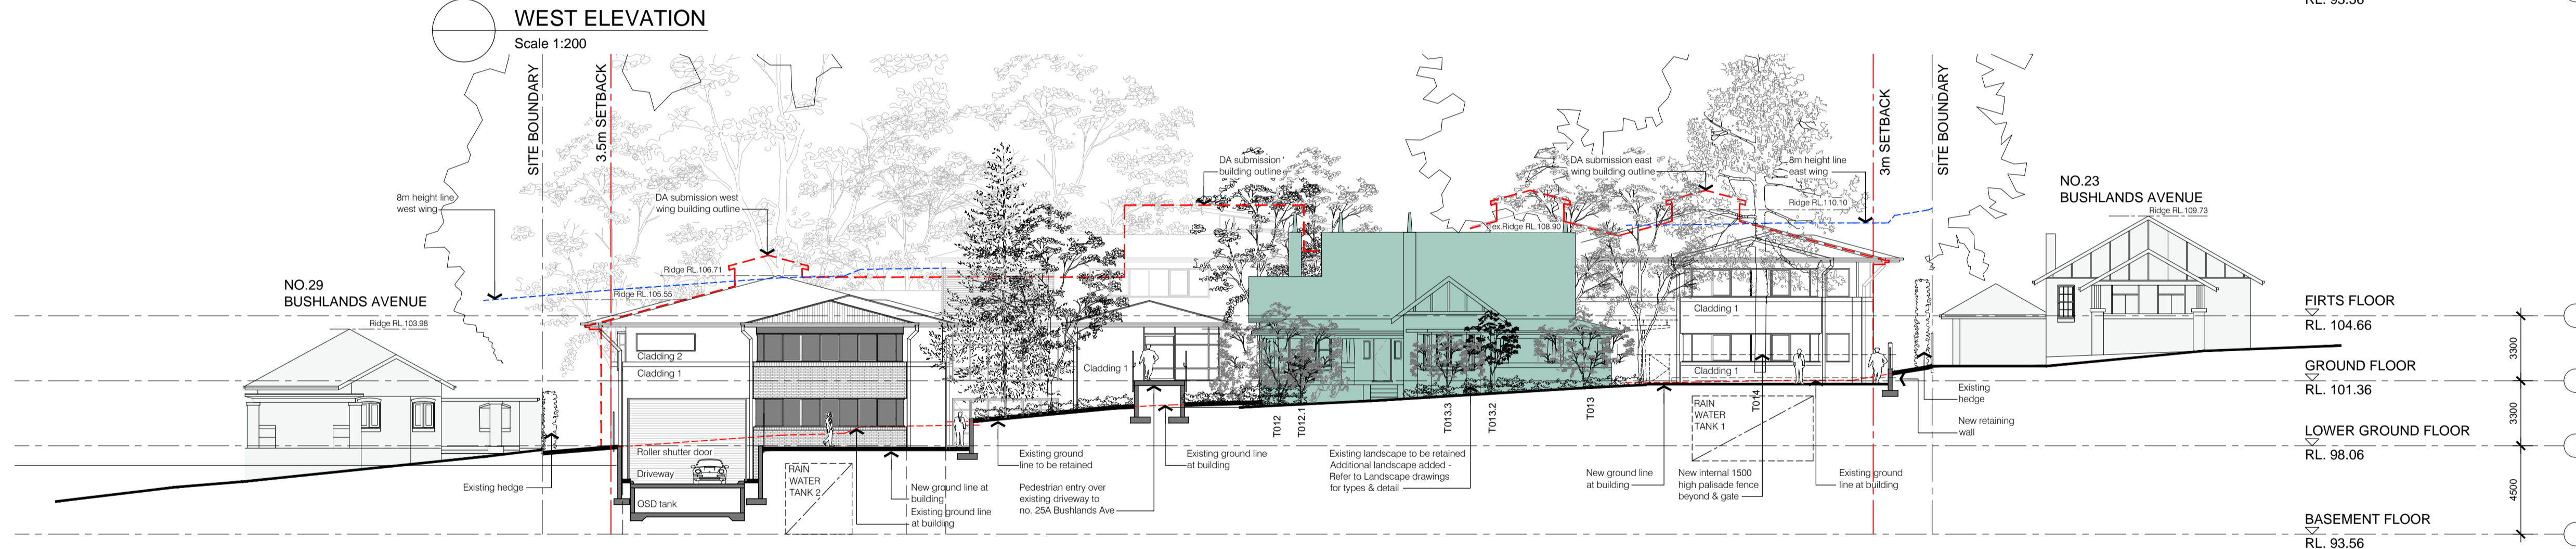 RL. 93.56
WEST ELEVATION
Scale 1:200
SITE BOUNDARY
3.5m SETBACK
3m SETBACK
SITE BOUNDARY
8m height line
west wing
DA submission west
wing building outline
DA submission
building outline
DA submission east
wing building outline
8m height line
east wing
Ridge RL.110.10
NO.23
BUSHLANDS AVENUE
Ridge RL.109.73
ex.Ridge RL.108.90
Ridge RL.106.71
Ridge RL.105.55
NO.29
BUSHLANDS AVENUE
Ridge RL.103.98
FIRTS FLOOR
RL. 104.66
3300
GROUND FLOOR
RL. 101.36
3300
LOWER GROUND FLOOR
RL. 98.06
4500
BASEMENT FLOOR
RL. 93.56
Cladding 2
Cladding 1
Cladding 1
Cladding 1
Cladding 1
Roller shutter door
Driveway
OSD tank
RAIN
WATER
TANK 2
Existing hedge
New ground line at
building
Existing ground line
at building
Existing ground
line to be retained
Pedestrian entry over
existing driveway to
no. 25A Bushlands Ave
Existing ground line
at building
T012
T012.1
T013.3
T013.2
T013
T014
Existing landscape to be retained
Additional landscape added -
Refer to Landscape drawings
for types & detail
New ground line
at building
RAIN
WATER
TANK 1
New internal 1500
high palisade fence
beyond & gate
Existing ground
line at building
Existing
hedge
New retaining
wall